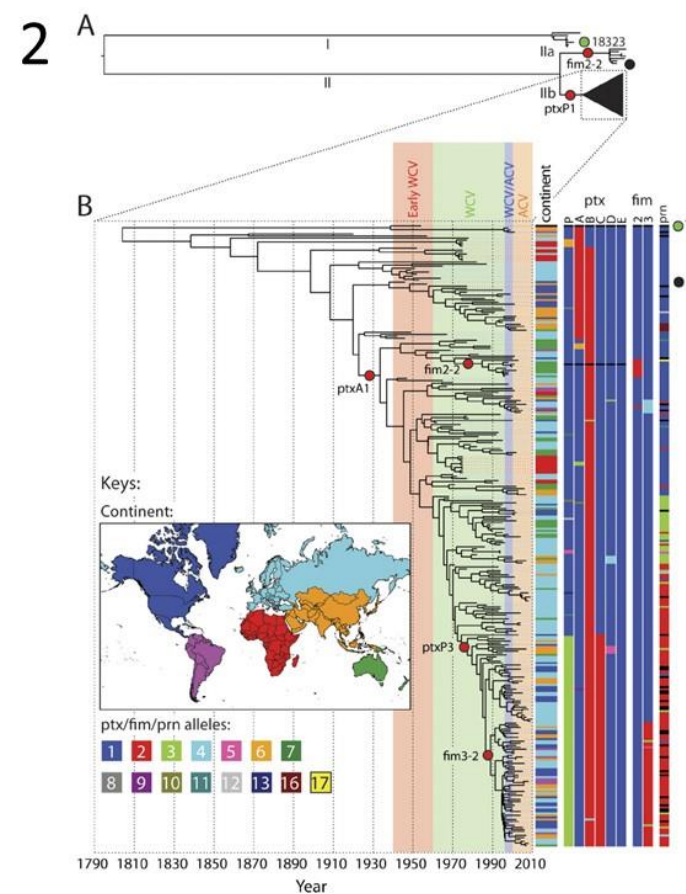 2
A
I
II
IIa
18323
fim2-2
IIb
ptxP1
B
Early WCV
WCV
WCV/ACV
ACV
continent
ptx
fim
prn
P
A
B
C
D
E
2
3
ptxA1
fim2-2
ptxP3
fim3-2
Keys:
Continent:
ptx/fim/prn alleles:
1 2 3 4 5 6 7
8 9 10 11 12 13 16 17
1790 1810 1830 1850 1870 1890 1910 1930 1950 1970 1990 2010
Year